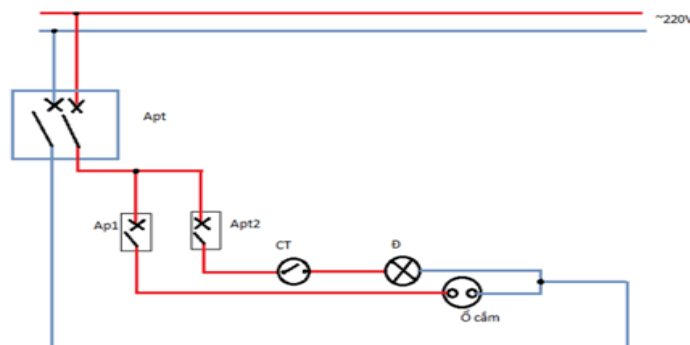 ~220V
Apt
Ap1
Apt2
CT
Đ
Ổ cắm